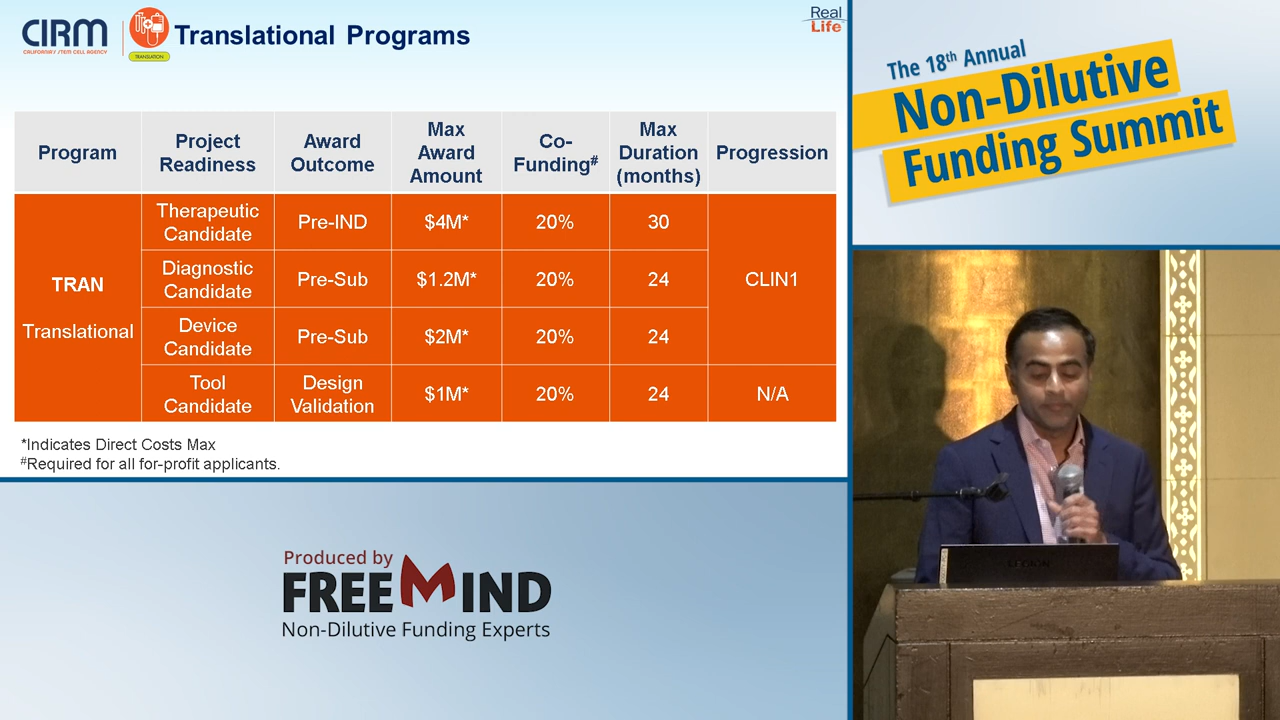 CIRM
CALIFORNIA'S STEM CELL AGENCY
TRANSLATION
Translational Programs
Real
Life
Program
Project
Readiness
Award
Outcome
Max
Award
Amount
Co-
Funding#
Max
Duration
(months)
Progression
TRAN
Translational
Therapeutic
Candidate
Pre-IND
$4M*
20%
30
CLIN1
Diagnostic
Candidate
Pre-Sub
$1.2M*
20%
24
Device
Candidate
Pre-Sub
$2M*
20%
24
Tool
Candidate
Design
Validation
$1M*
20%
24
N/A
*Indicates Direct Costs Max
#Required for all for-profit applicants.
The 18th Annual
Non-Dilutive
Funding Summit
LEGION
Produced by
FREEMIND
Non-Dilutive Funding Experts